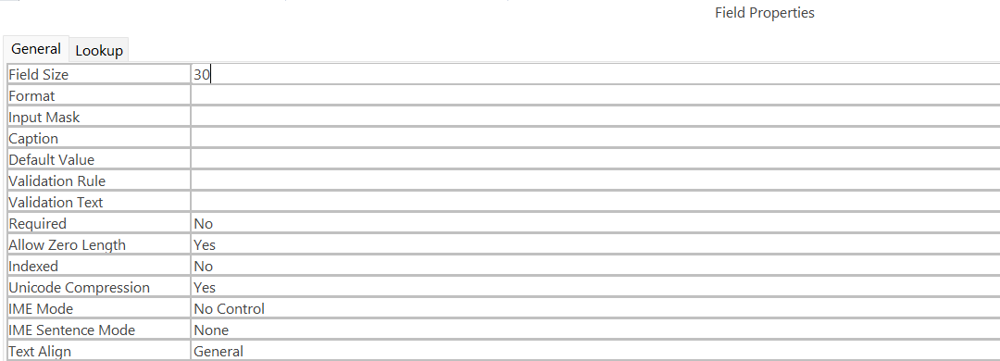 Field Properties
General Lookup
Field Size 30
Format
Input Mask
Caption
Default Value
Validation Rule
Validation Text
Required No
Allow Zero Length Yes
Indexed No
Unicode Compression Yes
IME Mode No Control
IME Sentence Mode None
Text Align General